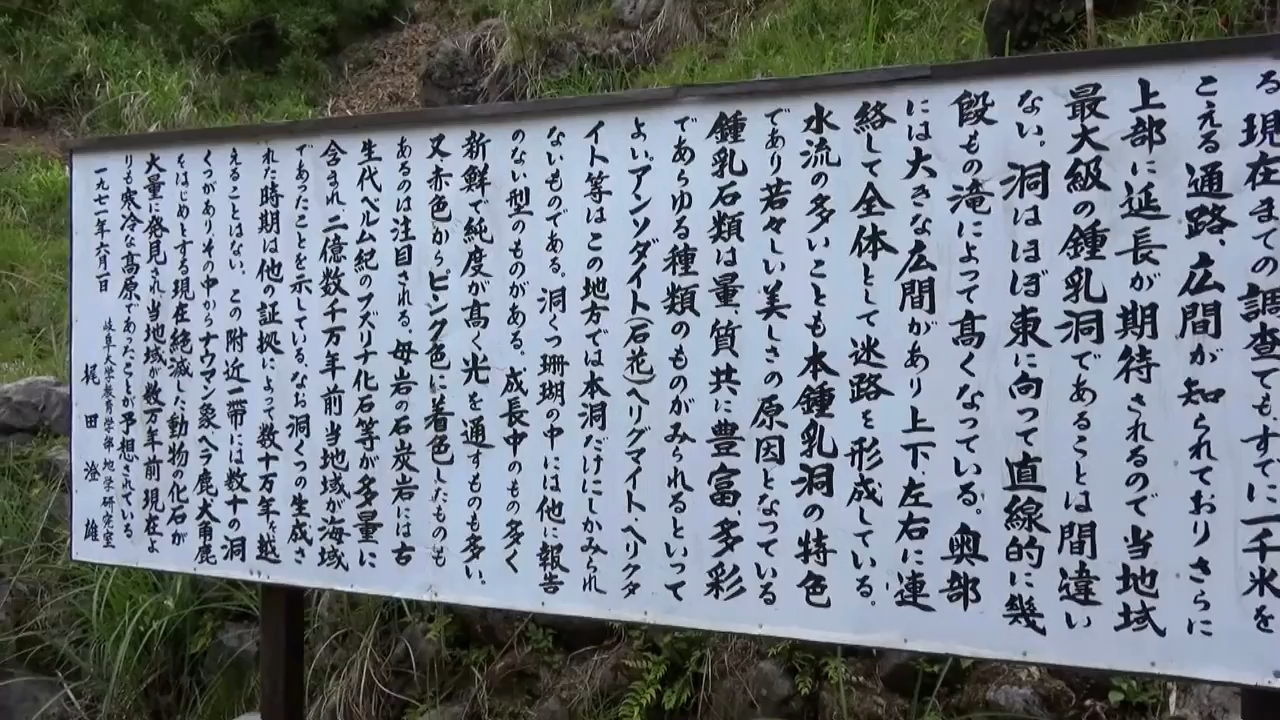 る現在までの調査でもすでに一千米を
こえる通路、広間が知られておりさらに
上部に延長が期待されるので当地域
最大級の鍾乳洞であることは間違い
ない。洞はほぼ東に向って直線的に幾
段もの滝によって高くなっている。奥部
には大きな広間があり上下、左右に連
絡して全体として迷路を形成している。
水流の多いことも本鍾乳洞の特色
であり若々しい美しさの原因となっている
鍾乳石類は量、質共に豊富、多彩
であらゆる種類のものがみられるといって
よい。アンソダイト(石花)ヘリグマイト、ヘリクタ
イト等はこの地方では本洞だけにしかみられ
ないものである。洞くつ珊瑚の中には他に報告
のない型のものがある。成長中のもの多く
新鮮で純度が高く光を通すものも多い、
又赤色からピンク色に着色したものも
あるのは注目される。母岩の石炭岩には古
生代ペルム紀のフズリナ化石等が多量に
含まれ、二億数千万年前当地域が海域
であったことを示している。なお洞くつの生成さ
れた時期は他の証拠によって数十万年を越
えることはない、この附近一帯には数十の洞
くつがありその中からナウマン象ヘラ鹿、大角鹿
をはじめとする現在絶滅した動物の化石が
大量に発見され当地域が数万年前現在よ
りも寒冷な高原であったことが予想されている
一九七一年六月一日
岐阜大学教育学部 地学研究室
梶田澄雄